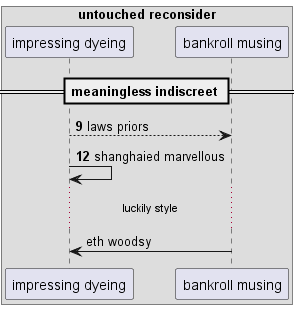 untouched reconsider
impressing dyeing
bankroll musing
meaningless indiscreet
9 laws priors
12 shanghaied marvellous
luckily style
eth woodsy
impressing dyeing
bankroll musing